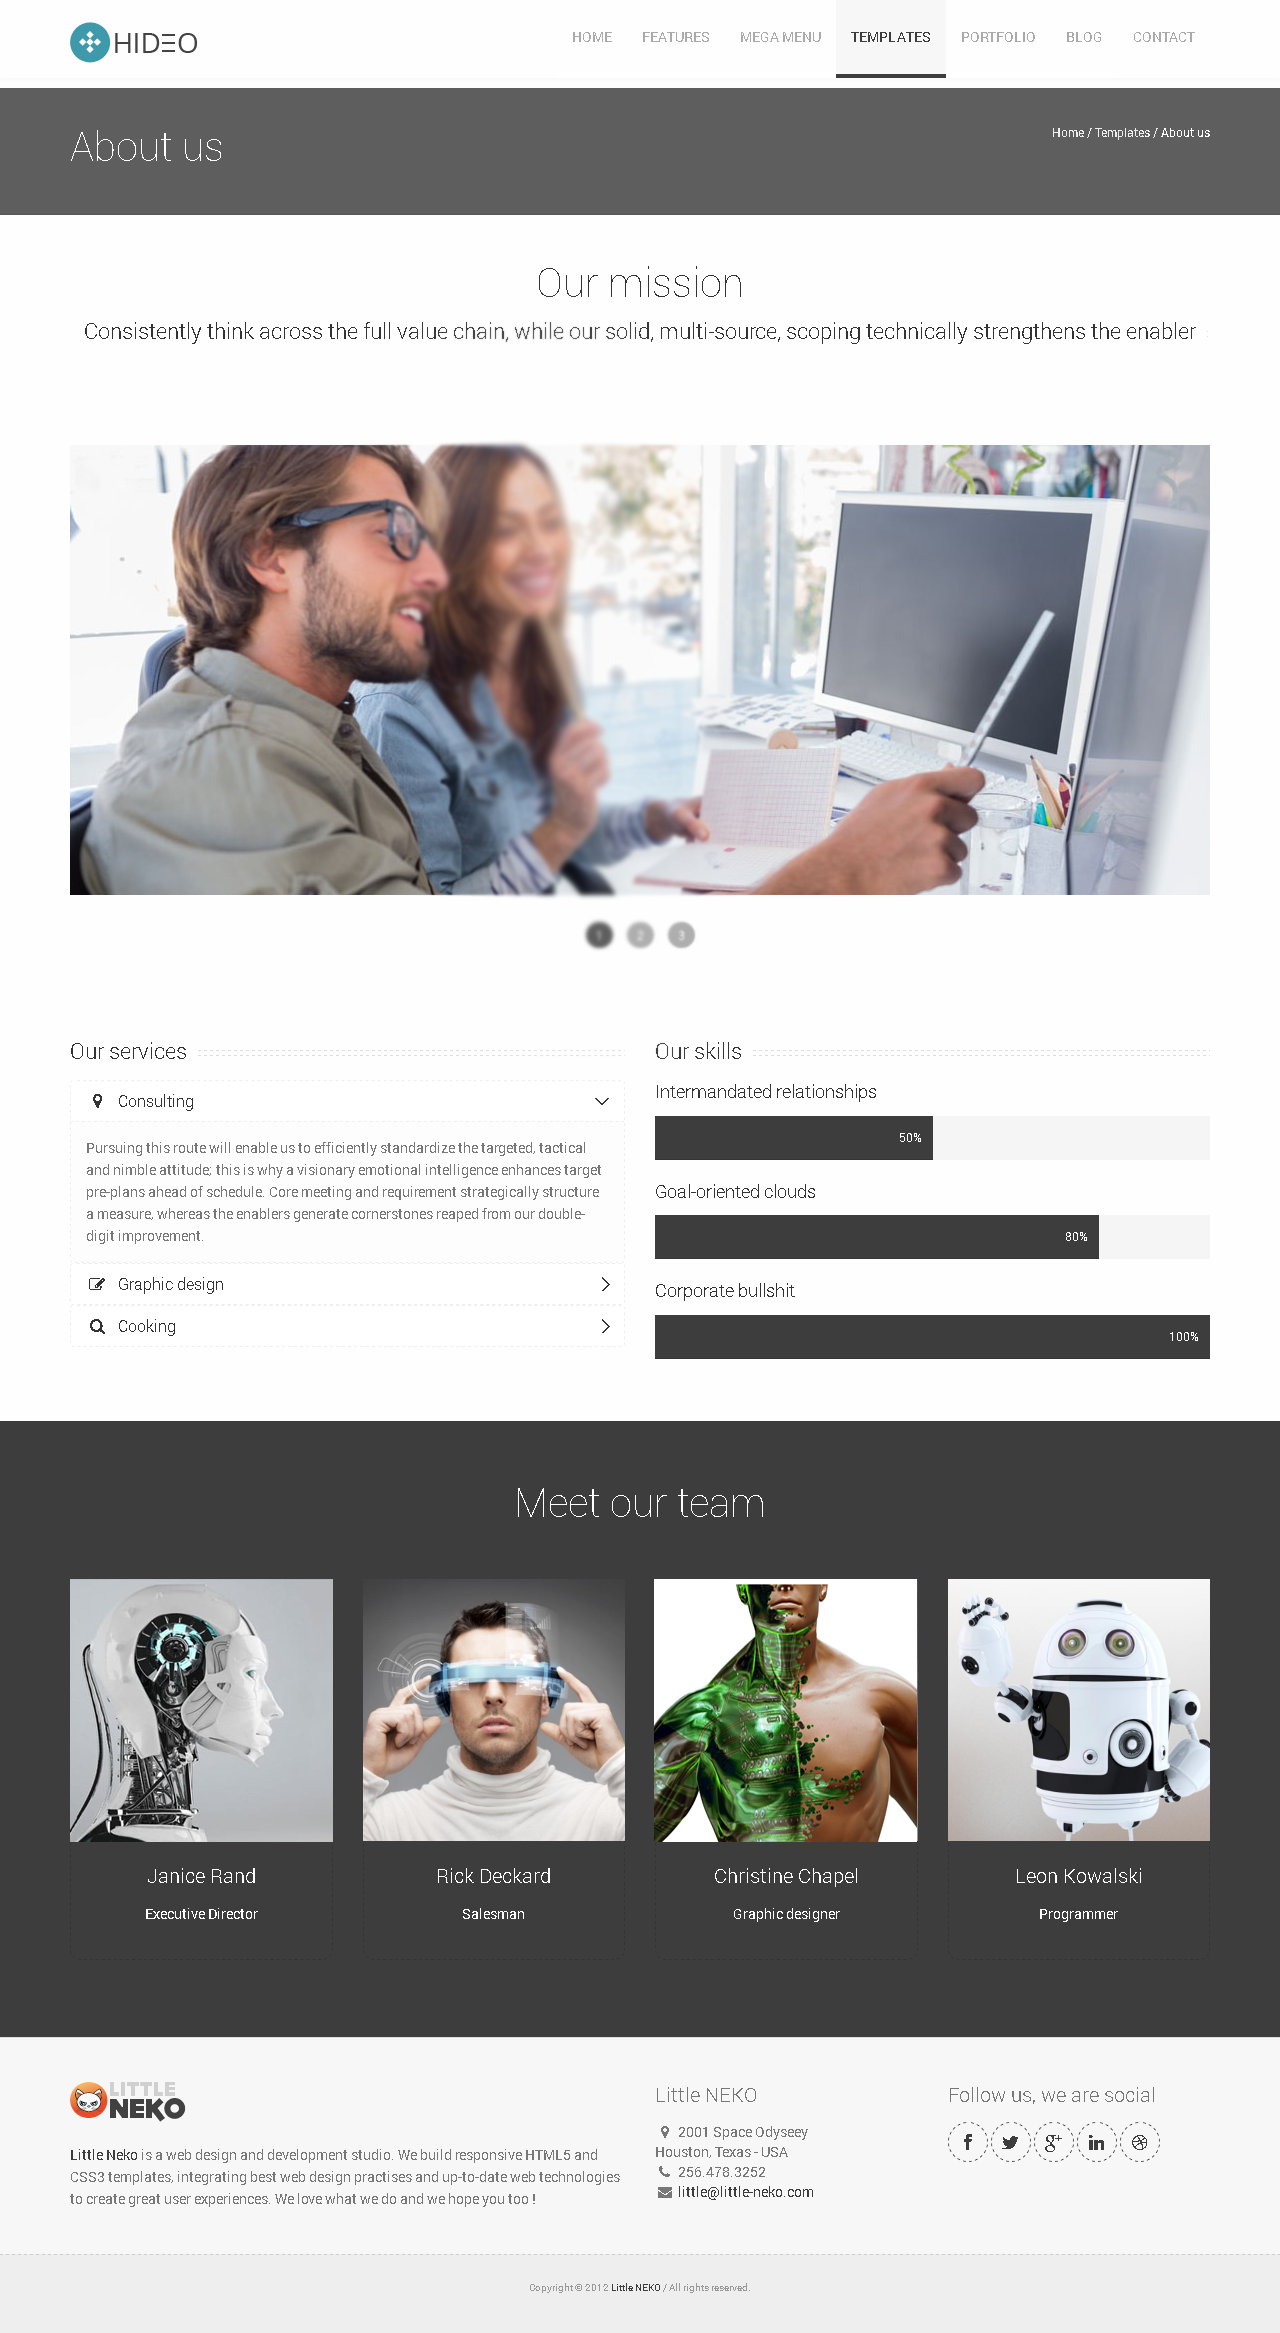 HIDEO
HOME FEATURES MEGA MENU TEMPLATES PORTFOLIO BLOG CONTACT
About us
Home / Templates / About us
Our mission
Consistently think across the full value chain, while our solid, multi-source, scoping technically strengthens the enabler
1 2 3
Our services
Consulting
Pursuing this route will enable us to efficiently standardize the targeted, tactical
and nimble attitude; this is why a visionary emotional intelligence enhances target
pre-plans ahead of schedule. Core meeting and requirement strategically structure
a measure, whereas the enablers generate cornerstones reaped from our double-
digit improvement.
Graphic design
Cooking
Our skills
Intermandated relationships
50%
Goal-oriented clouds
80%
Corporate bullshit
100%
Meet our team
Janice Rand
Executive Director
Rick Deckard
Salesman
Christine Chapel
Graphic designer
Leon Kowalski
Programmer
LITTLE
NEKO
Little Neko is a web design and development studio. We build responsive HTML5 and
CSS3 templates, integrating best web design practises and up-to-date web technologies
to create great user experiences. We love what we do and we hope you too !
Little NEKO
2001 Space Odyseey
Houston, Texas - USA
256.478.3252
little@little-neko.com
Follow us, we are social
Copyright © 2012 Little NEKO / All rights reserved.